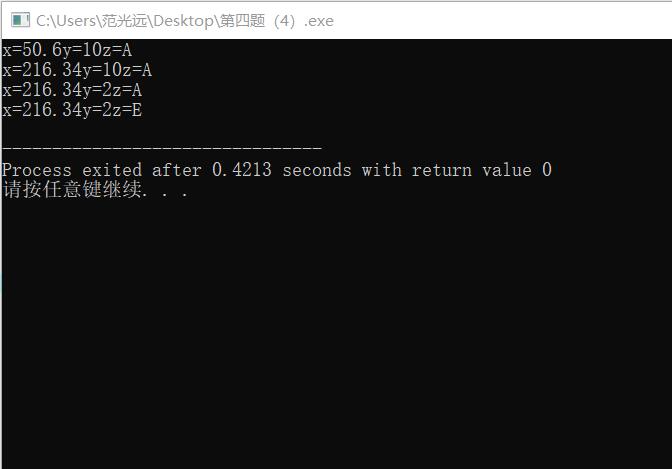 C:\Users\范光远\Desktop\第四题（4）.exe
x=50.6y=10z=A
x=216.34y=10z=A
x=216.34y=2z=A
x=216.34y=2z=E
--------------------------------
Process exited after 0.4213 seconds with return value 0
请按任意键继续. . .